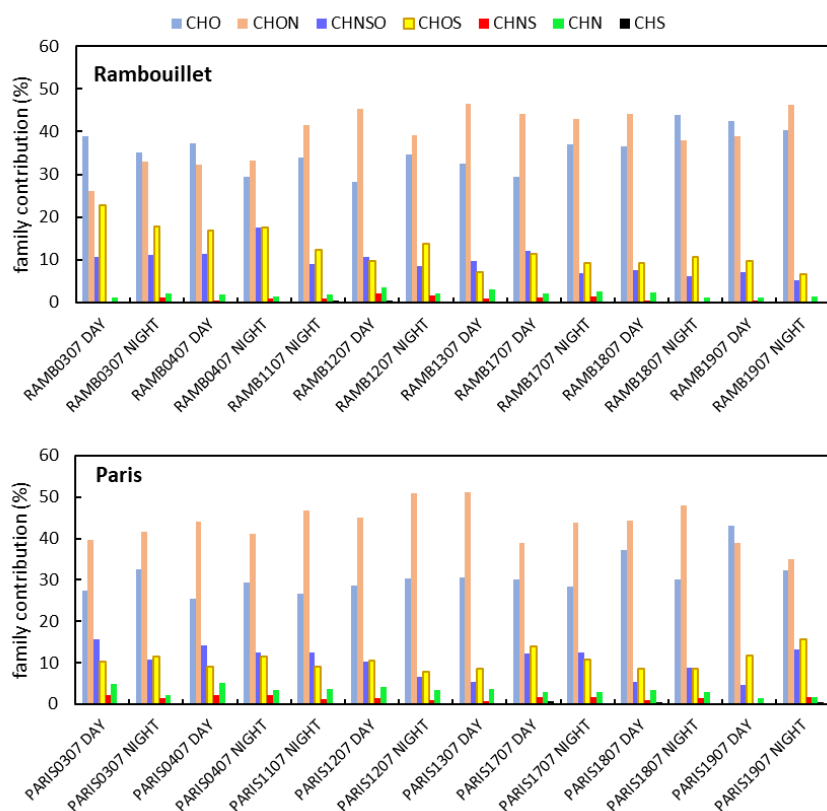 CHO CHON CHNSO CHOS CHNS CHN CHS
60
50
40
30
20
10
0
family contribution (%)
Rambouillet
RAMB0307 DAY
RAMB0307 NIGHT
RAMB0407 DAY
RAMB0407 NIGHT
RAMB1107 NIGHT
RAMB1207 DAY
RAMB1207 NIGHT
RAMB1307 DAY
RAMB1707 DAY
RAMB1707 NIGHT
RAMB1807 DAY
RAMB1807 NIGHT
RAMB1907 DAY
RAMB1907 NIGHT
60
50
40
30
20
10
0
family contribution (%)
Paris
PARIS0307 DAY
PARIS0307 NIGHT
PARIS0407 DAY
PARIS0407 NIGHT
PARIS1107 NIGHT
PARIS1207 DAY
PARIS1207 NIGHT
PARIS1307 DAY
PARIS1707 DAY
PARIS1707 NIGHT
PARIS1807 DAY
PARIS1807 NIGHT
PARIS1907 DAY
PARIS1907 NIGHT